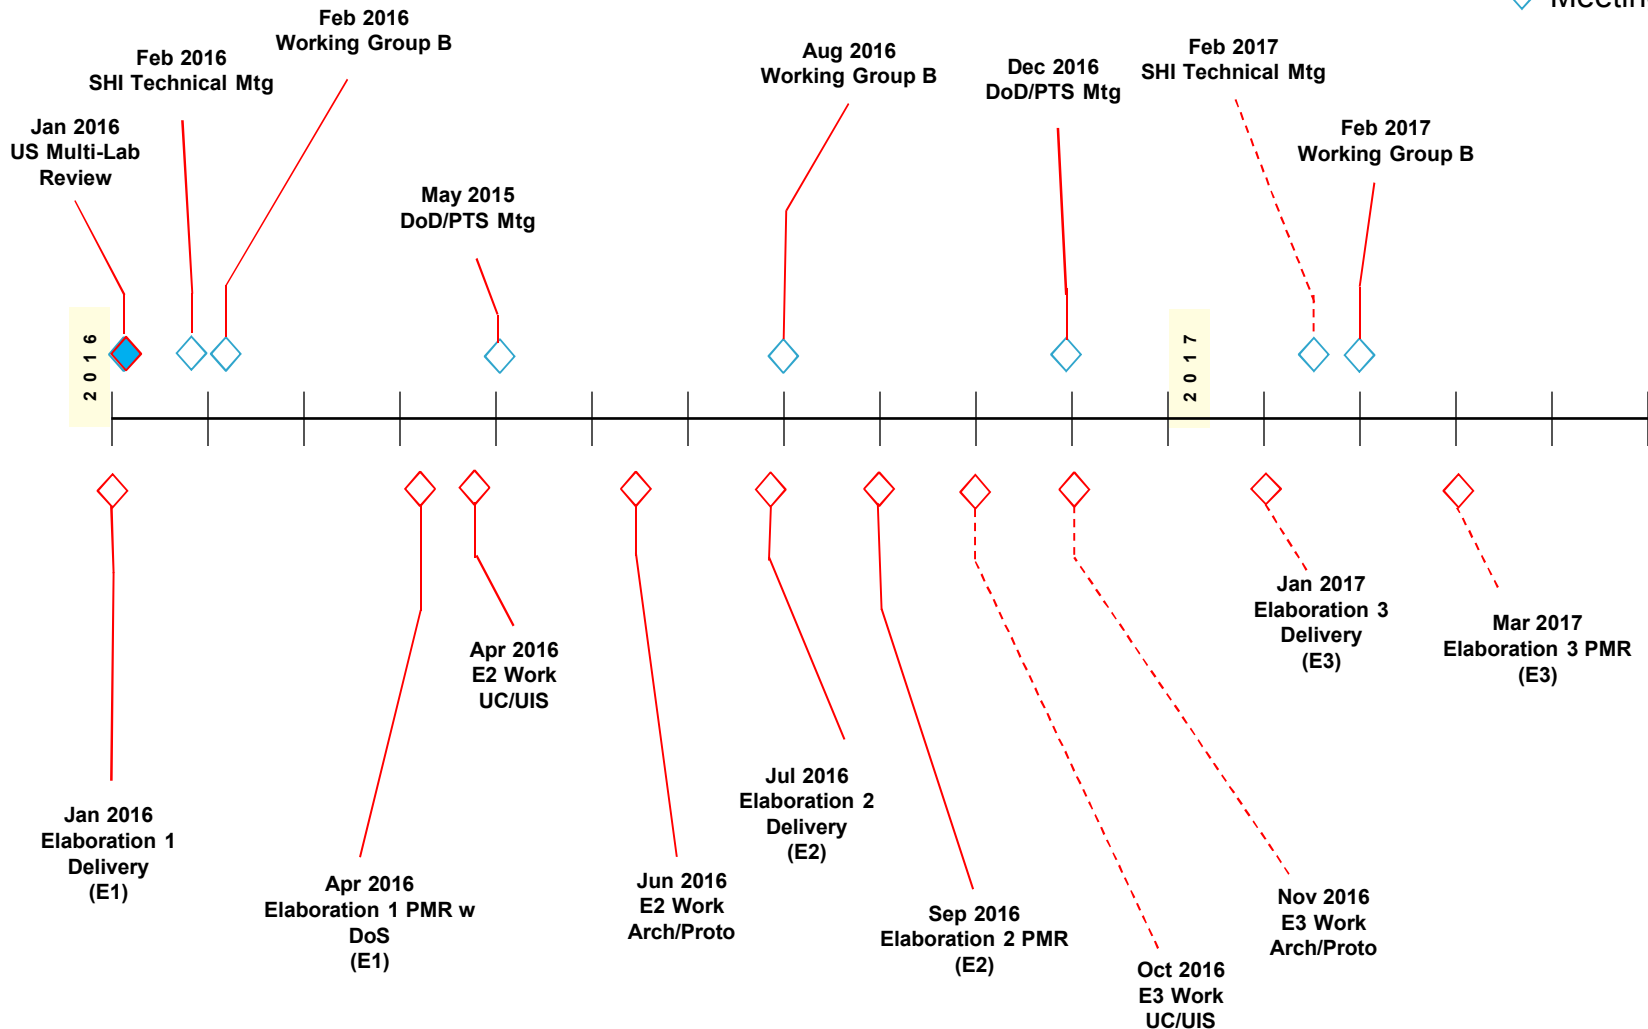 Feb 2016
Working Group B
Feb 2016
SHI Technical Mtg
Jan 2016
US Multi-Lab
Review
May 2015
DoD/PTS Mtg
Aug 2016
Working Group B
Dec 2016
DoD/PTS Mtg
Feb 2017
SHI Technical Mtg
Feb 2017
Working Group B
2016
2017
Jan 2016
Elaboration 1
Delivery
(E1)
Apr 2016
Elaboration 1 PMR w
DoS
(E1)
Apr 2016
E2 Work
UC/UIS
Jun 2016
E2 Work
Arch/Proto
Jul 2016
Elaboration 2
Delivery
(E2)
Sep 2016
Elaboration 2 PMR
(E2)
Oct 2016
E3 Work
UC/UIS
Nov 2016
E3 Work
Arch/Proto
Jan 2017
Elaboration 3
Delivery
(E3)
Mar 2017
Elaboration 3 PMR
(E3)